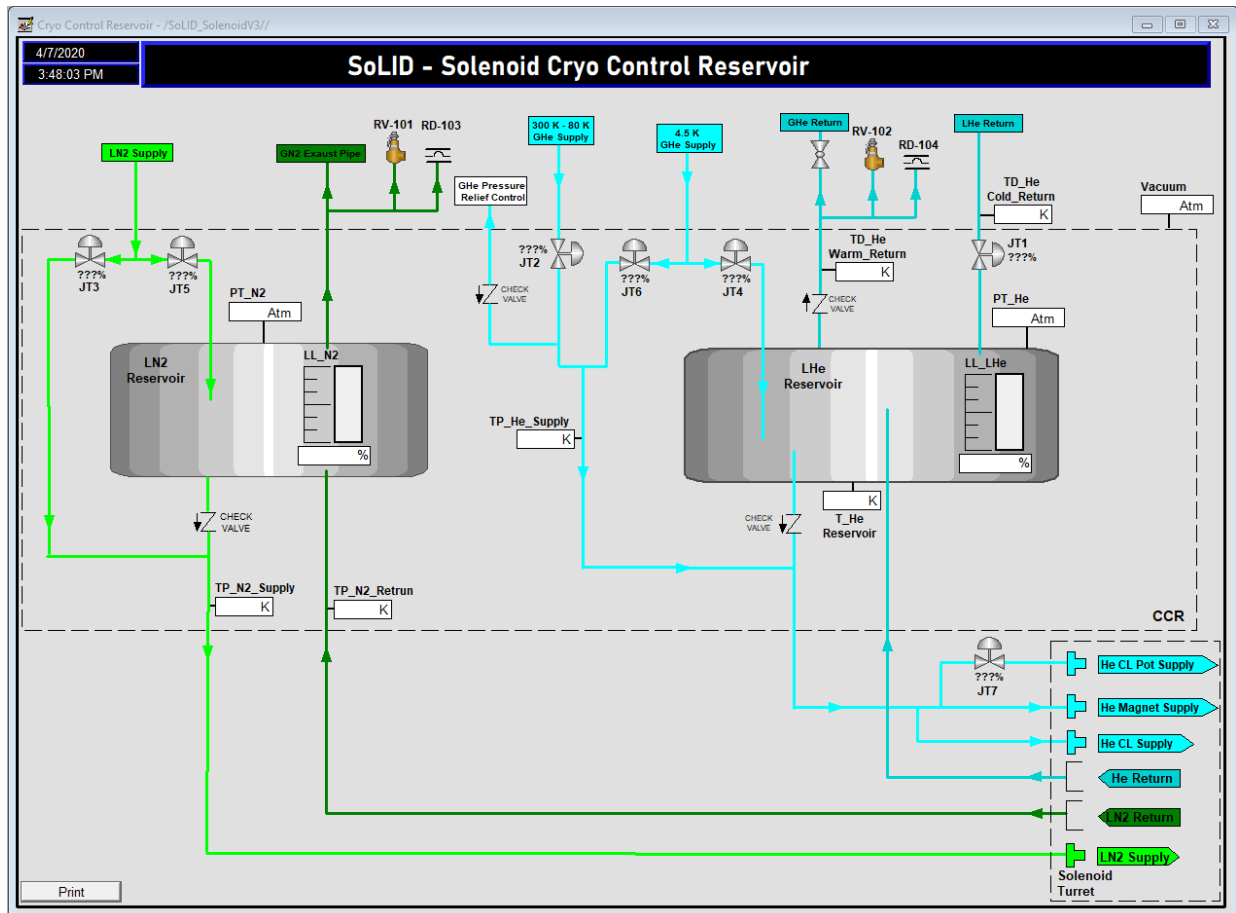 Cryo Control Reservoir - /SoLID_SolenoidV3//
4/7/2020
3:48:03 PM
SoLID - Solenoid Cryo Control Reservoir
LN2 Supply
GN2 Exaust Pipe
RV-101
RD-103
300 K - 80 K
GHe Supply
4.5 K
GHe Supply
GHe Return
RV-102
RD-104
LHe Return
GHe Pressure
Relief Control
TD_He
Cold_Return
K
Vacuum
Atm
???%
JT3
???%
JT5
???%
JT2
???%
JT6
???%
JT4
TD_He
Warm_Return
K
JT1
???%
CHECK
VALVE
CHECK
VALVE
PT_N2
Atm
PT_He
Atm
LN2
Reservoir
LL_N2
%
LHe
Reservoir
LL_LHe
%
TP_He_Supply
K
K
T_He
Reservoir
CHECK
VALVE
CHECK
VALVE
TP_N2_Supply
K
TP_N2_Retrun
K
CCR
???%
JT7
He CL Pot Supply
He Magnet Supply
He CL Supply
He Return
LN2 Return
LN2 Supply
Solenoid
Turret
Print